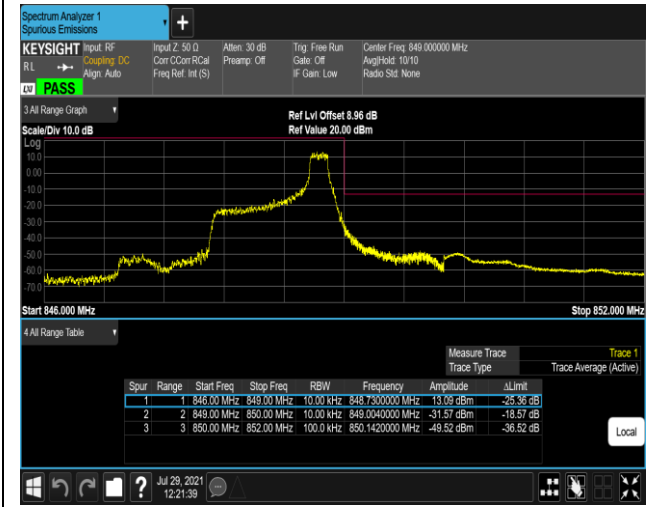 Spectrum Analyzer 1
Spurious Emissions
KEYSIGHT Input: RF Input Z: 50 Ω Atten: 30 dB Trig: Free Run Center Freq: 849.000000 MHz
RL Coupling: DC Corr CCorr RCal Preamp: Off Gate: Off Avg|Hold: 10/10
Align: Auto Freq Ref: Int (S) IF Gain: Low Radio Std: None
LXI PASS
3 All Range Graph
Ref Lvl Offset 8.96 dB
Scale/Div 10.0 dB Ref Value 20.00 dBm
Log
10.0
0.00
-10.0
-20.0
-30.0
-40.0
-50.0
-60.0
-70.0
Start 846.000 MHz Stop 852.000 MHz
4 All Range Table
Measure Trace Trace 1
Trace Type Trace Average (Active)
Spur Range Start Freq Stop Freq RBW Frequency Amplitude ΔLimit
1 1 846.00 MHz 849.00 MHz 10.00 kHz 848.7300000 MHz 13.09 dBm -25.36 dB
2 2 849.00 MHz 850.00 MHz 10.00 kHz 849.0040000 MHz -31.57 dBm -18.57 dB
3 3 850.00 MHz 852.00 MHz 100.0 kHz 850.1420000 MHz -49.52 dBm -36.52 dB
Local
? Jul 29, 2021
12:21:39